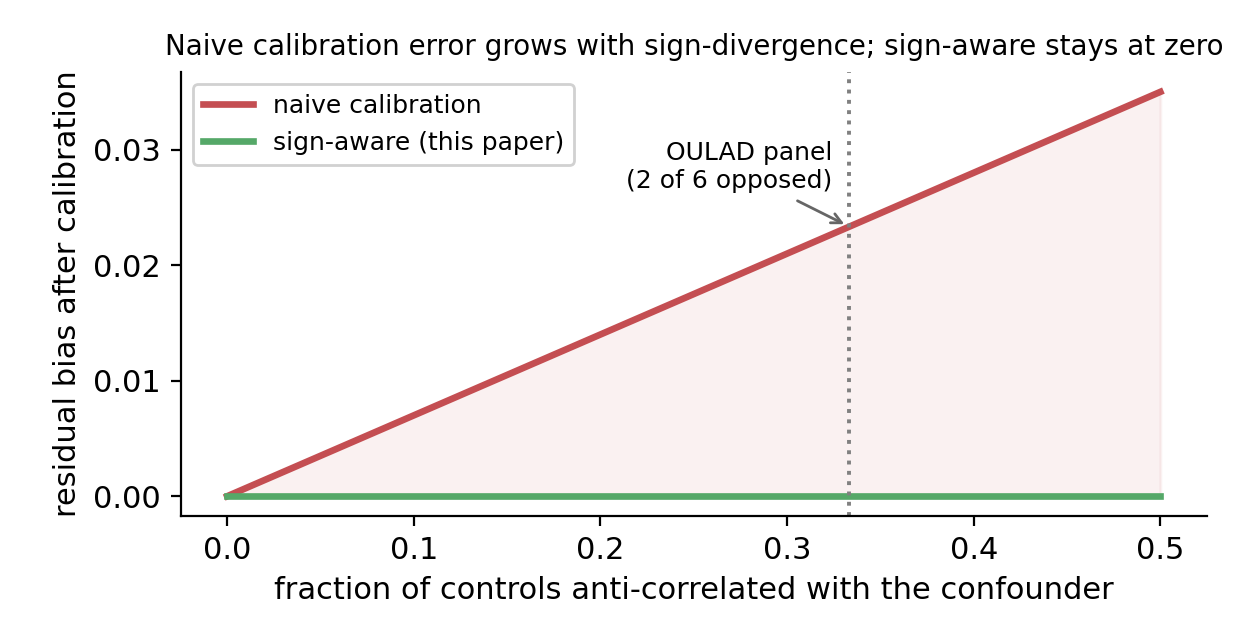 Naive calibration error grows with sign-divergence; sign-aware stays at zero
naive calibration
sign-aware (this paper)
OULAD panel
(2 of 6 opposed)
residual bias after calibration
0.03
0.02
0.01
0.00
0.0 0.1 0.2 0.3 0.4 0.5
fraction of controls anti-correlated with the confounder